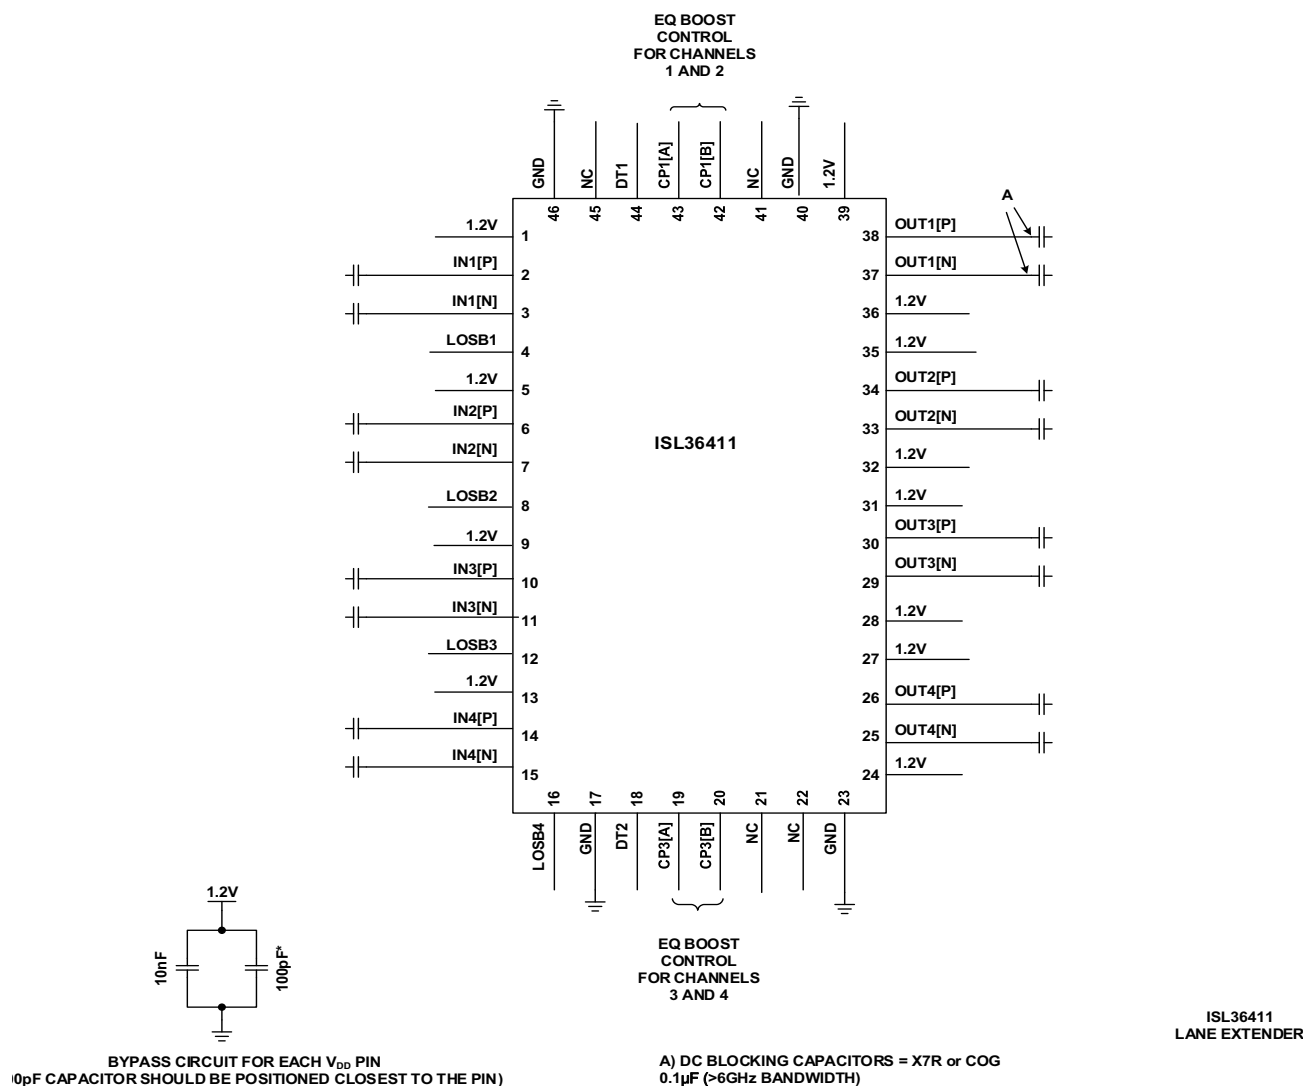 EQ BOOST
CONTROL
FOR CHANNELS
1 AND 2
GND
NC
DT1
CP1[A]
CP1[B]
NC
GND
1.2V
46
45
44
43
42
41
40
39
1.2V
1
IN1[P]
2
IN1[N]
3
LOSB1
4
1.2V
5
IN2[P]
6
IN2[N]
7
LOSB2
8
1.2V
9
IN3[P]
10
IN3[N]
11
LOSB3
12
1.2V
13
IN4[P]
14
IN4[N]
15
ISL36411
A
38
OUT1[P]
37
OUT1[N]
36
1.2V
35
1.2V
34
OUT2[P]
33
OUT2[N]
32
1.2V
31
1.2V
30
OUT3[P]
29
OUT3[N]
28
1.2V
27
1.2V
26
OUT4[P]
25
OUT4[N]
24
1.2V
16
17
18
19
20
21
22
23
LOSB4
GND
DT2
CP3[A]
CP3[B]
NC
NC
GND
EQ BOOST
CONTROL
FOR CHANNELS
3 AND 4
1.2V
10nF
100pF*
BYPASS CIRCUIT FOR EACH VDD PIN
0pF CAPACITOR SHOULD BE POSITIONED CLOSEST TO THE PIN)
A) DC BLOCKING CAPACITORS = X7R or COG
0.1µF (>6GHz BANDWIDTH)
ISL36411
LANE EXTENDER